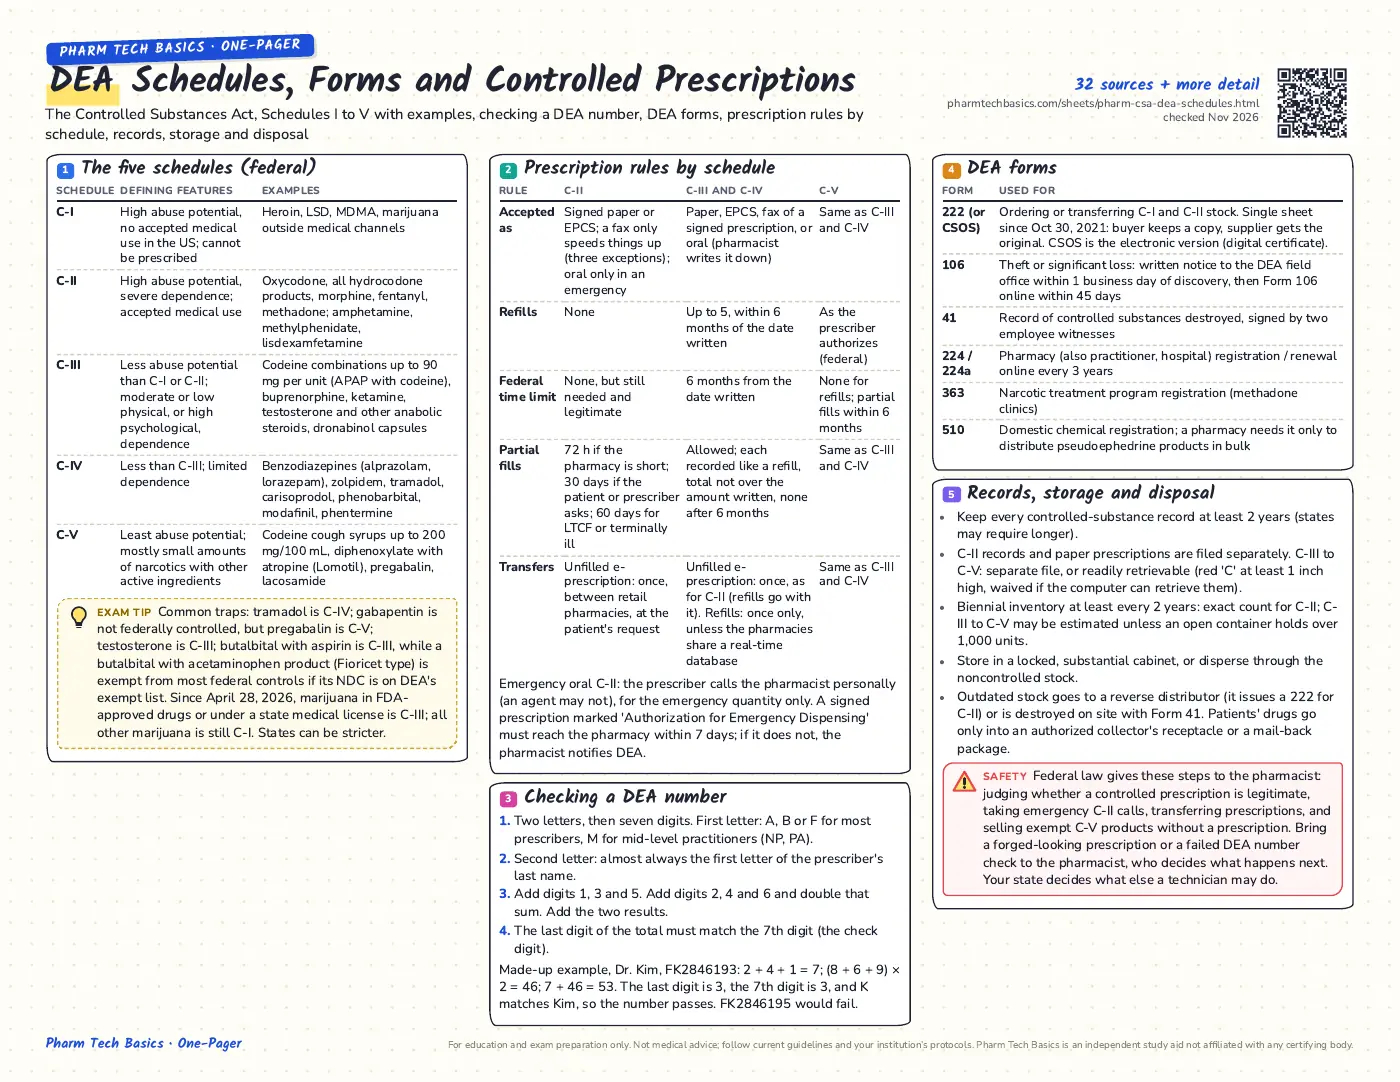 PHARM TECH BASICS · ONE-PAGER
DEA Schedules, Forms and Controlled Prescriptions
The Controlled Substances Act, Schedules I to V with examples, checking a DEA number, DEA forms, prescription rules by
schedule, records, storage and disposal
32 sources + more detail
pharmtechbasics.com/sheets/pharm-csa-dea-schedules.html
checked Nov 2026
1 The five schedules (federal)
SCHEDULE DEFINING FEATURES EXAMPLES
C-I
High abuse potential,
no accepted medical
use in the US; cannot
be prescribed
Heroin, LSD, MDMA, marijuana
outside medical channels
C-II
High abuse potential,
severe dependence;
accepted medical use
Oxycodone, all hydrocodone
products, morphine, fentanyl,
methadone; amphetamine,
methylphenidate,
lisdexamfetamine
C-III
Less abuse potential
than C-I or C-II;
moderate or low
physical, or high
psychological,
dependence
Codeine combinations up to 90
mg per unit (APAP with codeine),
buprenorphine, ketamine,
testosterone and other anabolic
steroids, dronabinol capsules
C-IV
Less than C-III; limited
dependence
Benzodiazepines (alprazolam,
lorazepam), zolpidem, tramadol,
carisoprodol, phenobarbital,
modafinil, phentermine
C-V
Least abuse potential;
mostly small amounts
of narcotics with other
active ingredients
Codeine cough syrups up to 200
mg/100 mL, diphenoxylate with
atropine (Lomotil), pregabalin,
lacosamide
EXAM TIP Common traps: tramadol is C-IV; gabapentin is
not federally controlled, but pregabalin is C-V;
testosterone is C-III; butalbital with aspirin is C-III, while a
butalbital with acetaminophen product (Fioricet type) is
exempt from most federal controls if its NDC is on DEA's
exempt list. Since April 28, 2026, marijuana in FDA-
approved drugs or under a state medical license is C-III; all
other marijuana is still C-I. States can be stricter.
2 Prescription rules by schedule
RULE C-II C-III AND C-IV C-V
Accepted
as
Signed paper or
EPCS; a fax only
speeds things up
(three exceptions);
oral only in an
emergency
Paper, EPCS, fax of a
signed prescription, or
oral (pharmacist
writes it down)
Same as C-III
and C-IV
Refills
None
Up to 5, within 6
months of the date
written
As the
prescriber
authorizes
(federal)
Federal
time limit
None, but still
needed and
legitimate
6 months from the
date written
None for
refills; partial
fills within 6
months
Partial
fills
72 h if the
pharmacy is short;
30 days if the
patient or prescriber
asks; 60 days for
LTCF or terminally
ill
Allowed; each
recorded like a refill,
total not over the
amount written, none
after 6 months
Same as C-III
and C-IV
Transfers
Unfilled e-
prescription: once,
between retail
pharmacies, at the
patient's request
Unfilled e-
prescription: once, as
for C-II (refills go with
it). Refills: once only,
unless the pharmacies
share a real-time
database
Same as C-III
and C-IV
Emergency oral C-II: the prescriber calls the pharmacist personally
(an agent may not), for the emergency quantity only. A signed
prescription marked 'Authorization for Emergency Dispensing'
must reach the pharmacy within 7 days; if it does not, the
pharmacist notifies DEA.
3 Checking a DEA number
1. Two letters, then seven digits. First letter: A, B or F for most
prescribers, M for mid-level practitioners (NP, PA).
2. Second letter: almost always the first letter of the prescriber's
last name.
3. Add digits 1, 3 and 5. Add digits 2, 4 and 6 and double that
sum. Add the two results.
4. The last digit of the total must match the 7th digit (the check
digit).
Made-up example, Dr. Kim, FK2846193: 2 + 4 + 1 = 7; (8 + 6 + 9) ×
2 = 46; 7 + 46 = 53. The last digit is 3, the 7th digit is 3, and K
matches Kim, so the number passes. FK2846195 would fail.
4 DEA forms
FORM USED FOR
222 (or
CSOS)
Ordering or transferring C-I and C-II stock. Single sheet
since Oct 30, 2021: buyer keeps a copy, supplier gets the
original. CSOS is the electronic version (digital certificate).
106
Theft or significant loss: written notice to the DEA field
office within 1 business day of discovery, then Form 106
online within 45 days
41
Record of controlled substances destroyed, signed by two
employee witnesses
224 /
224a
Pharmacy (also practitioner, hospital) registration / renewal
online every 3 years
363
Narcotic treatment program registration (methadone
clinics)
510
Domestic chemical registration; a pharmacy needs it only to
distribute pseudoephedrine products in bulk
5 Records, storage and disposal
• Keep every controlled-substance record at least 2 years (states
may require longer).
• C-II records and paper prescriptions are filed separately. C-III to
C-V: separate file, or readily retrievable (red 'C' at least 1 inch
high, waived if the computer can retrieve them).
• Biennial inventory at least every 2 years: exact count for C-II; C-
III to C-V may be estimated unless an open container holds over
1,000 units.
• Store in a locked, substantial cabinet, or disperse through the
noncontrolled stock.
• Outdated stock goes to a reverse distributor (it issues a 222 for
C-II) or is destroyed on site with Form 41. Patients' drugs go
only into an authorized collector's receptacle or a mail-back
package.
SAFETY Federal law gives these steps to the pharmacist:
judging whether a controlled prescription is legitimate,
taking emergency C-II calls, transferring prescriptions, and
selling exempt C-V products without a prescription. Bring
a forged-looking prescription or a failed DEA number
check to the pharmacist, who decides what happens next.
Your state decides what else a technician may do.
Pharm Tech Basics · One-Pager
For education and exam preparation only. Not medical advice; follow current guidelines and your institution's protocols. Pharm Tech Basics is an independent study aid not affiliated with any certifying body.